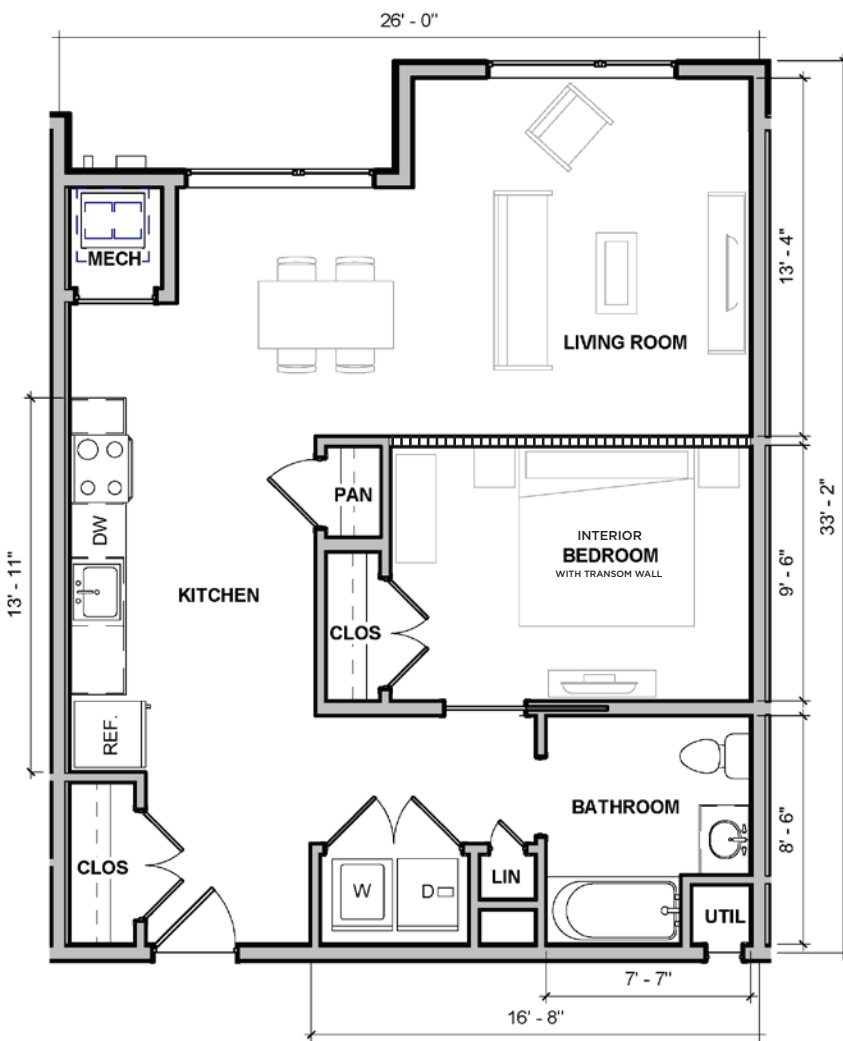 26' - 0"
MECH
13' - 4"
LIVING ROOM
33' - 2"
PAN
INTERIOR
BEDROOM
WITH TRANSOM WALL
9' - 6"
DW
13' - 11"
KITCHEN
CLOS
REF.
BATHROOM
8' - 6"
CLOS
W
D
LIN
UTIL
7' - 7"
16' - 8"